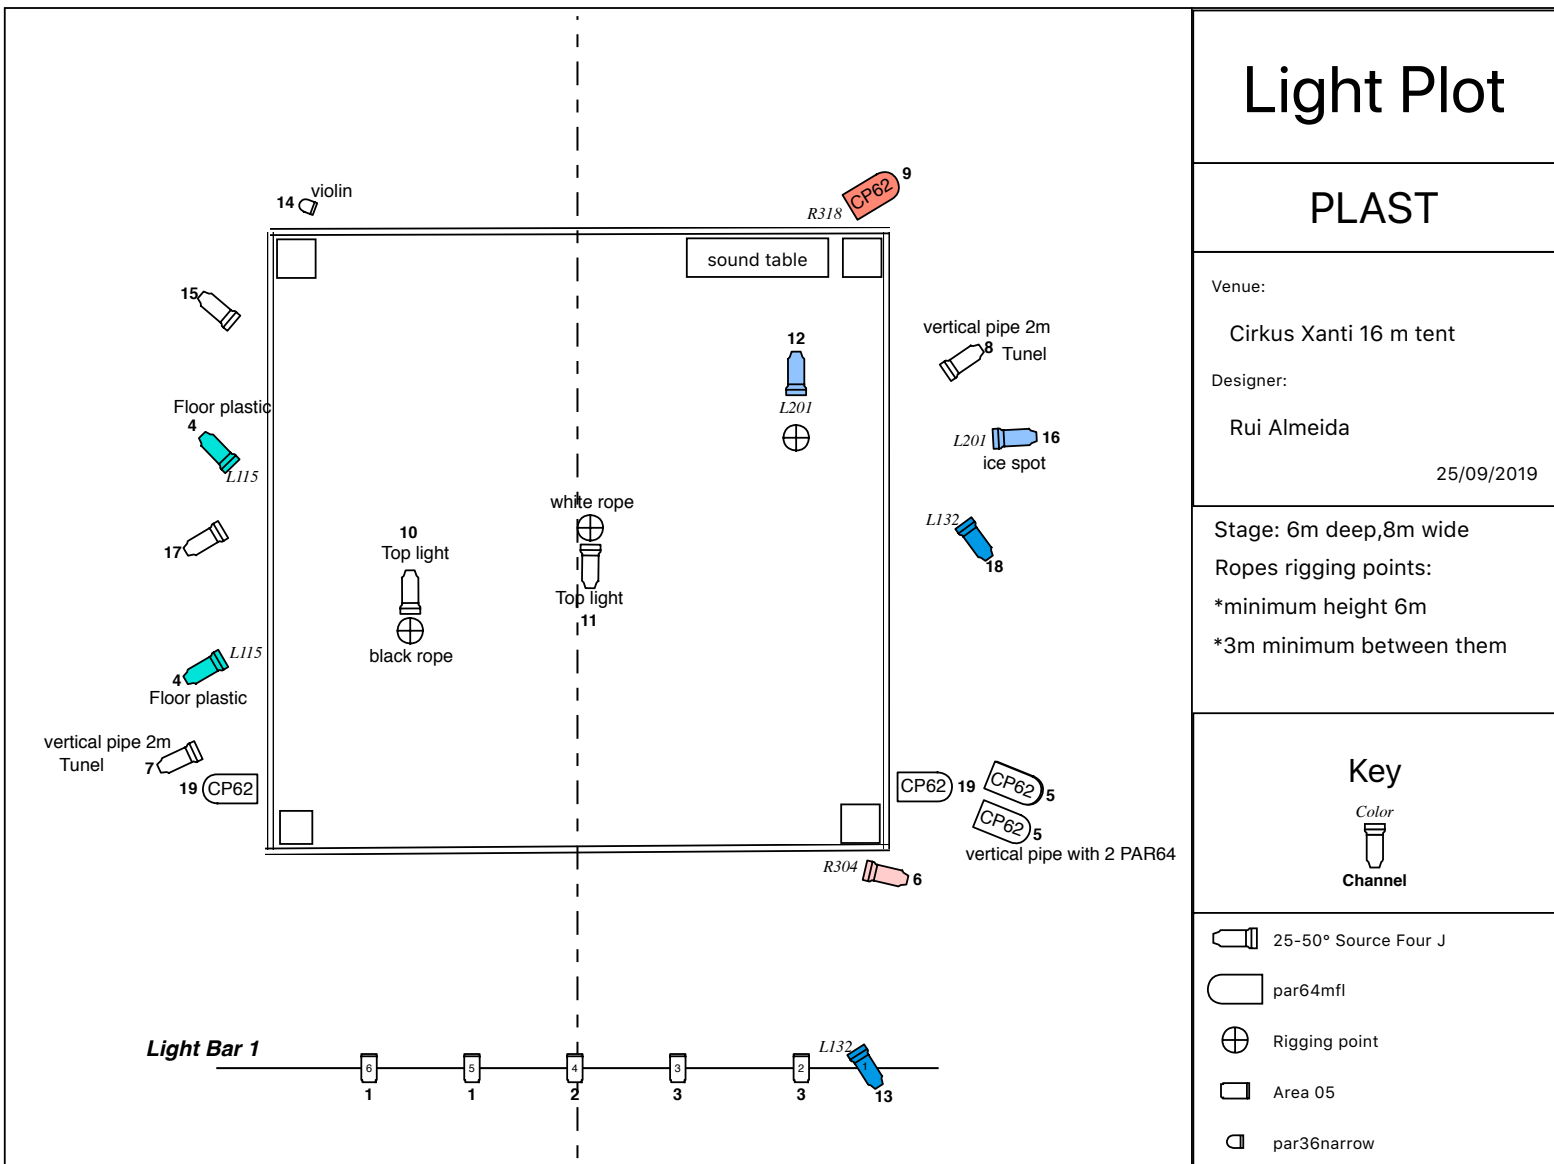 Light Plot
PLAST
Venue:
Cirkus Xanti 16 m tent
Designer:
Rui Almeida
25/09/2019
Stage: 6m deep,8m wide
Ropes rigging points:
*minimum height 6m
*3m minimum between them
Key
Color
Channel
25-50° Source Four J
par64mfl
Rigging point
Area 05
par36narrow
14
violin
CP62
9
R318
sound table
15
12
L201
vertical pipe 2m
8
Tunel
Floor plastic
4
L115
L201
16
ice spot
white rope
L132
18
10
Top light
17
Top light
11
black rope
L115
4
Floor plastic
vertical pipe 2m
Tunel
7
19
CP62
CP62
19
CP62
5
CP62
5
vertical pipe with 2 PAR64
R304
6
Light Bar 1
L132
6
5
4
3
2
1
1
1
2
3
3
13